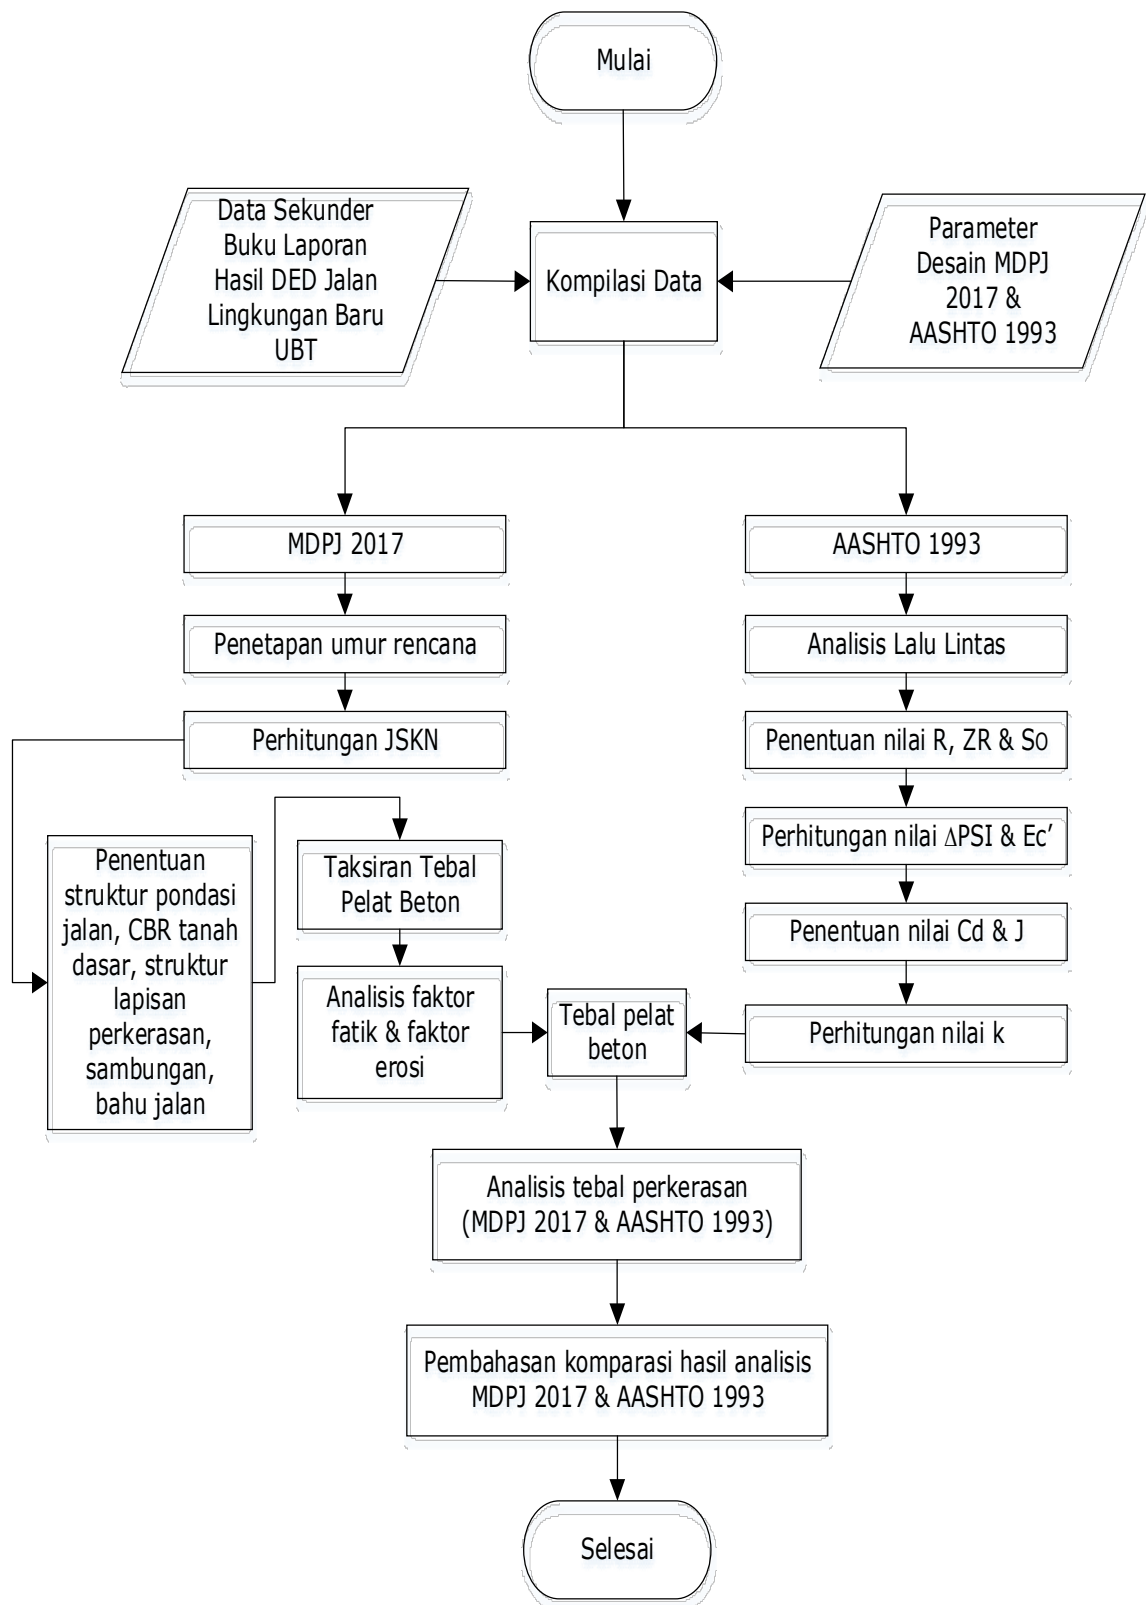 Mulai
Data Sekunder
Buku Laporan
Hasil DED Jalan
Lingkungan Baru
UBT
Kompilasi Data
Parameter
Desain MDPJ
2017 &
AASHTO 1993
MDPJ 2017
Penetapan umur rencana
Perhitungan JSKN
Penentuan
struktur pondasi
jalan, CBR tanah
dasar, struktur
lapisan
perkerasan,
sambungan,
bahu jalan
Taksiran Tebal
Pelat Beton
Analisis faktor
fatik & faktor
erosi
AASHTO 1993
Analisis Lalu Lintas
Penentuan nilai R, ZR & SO
Perhitungan nilai ∆PSI & Ec’
Penentuan nilai Cd & J
Perhitungan nilai k
Tebal pelat
beton
Analisis tebal perkerasan
(MDPJ 2017 & AASHTO 1993)
Pembahasan komparasi hasil analisis
MDPJ 2017 & AASHTO 1993
Selesai